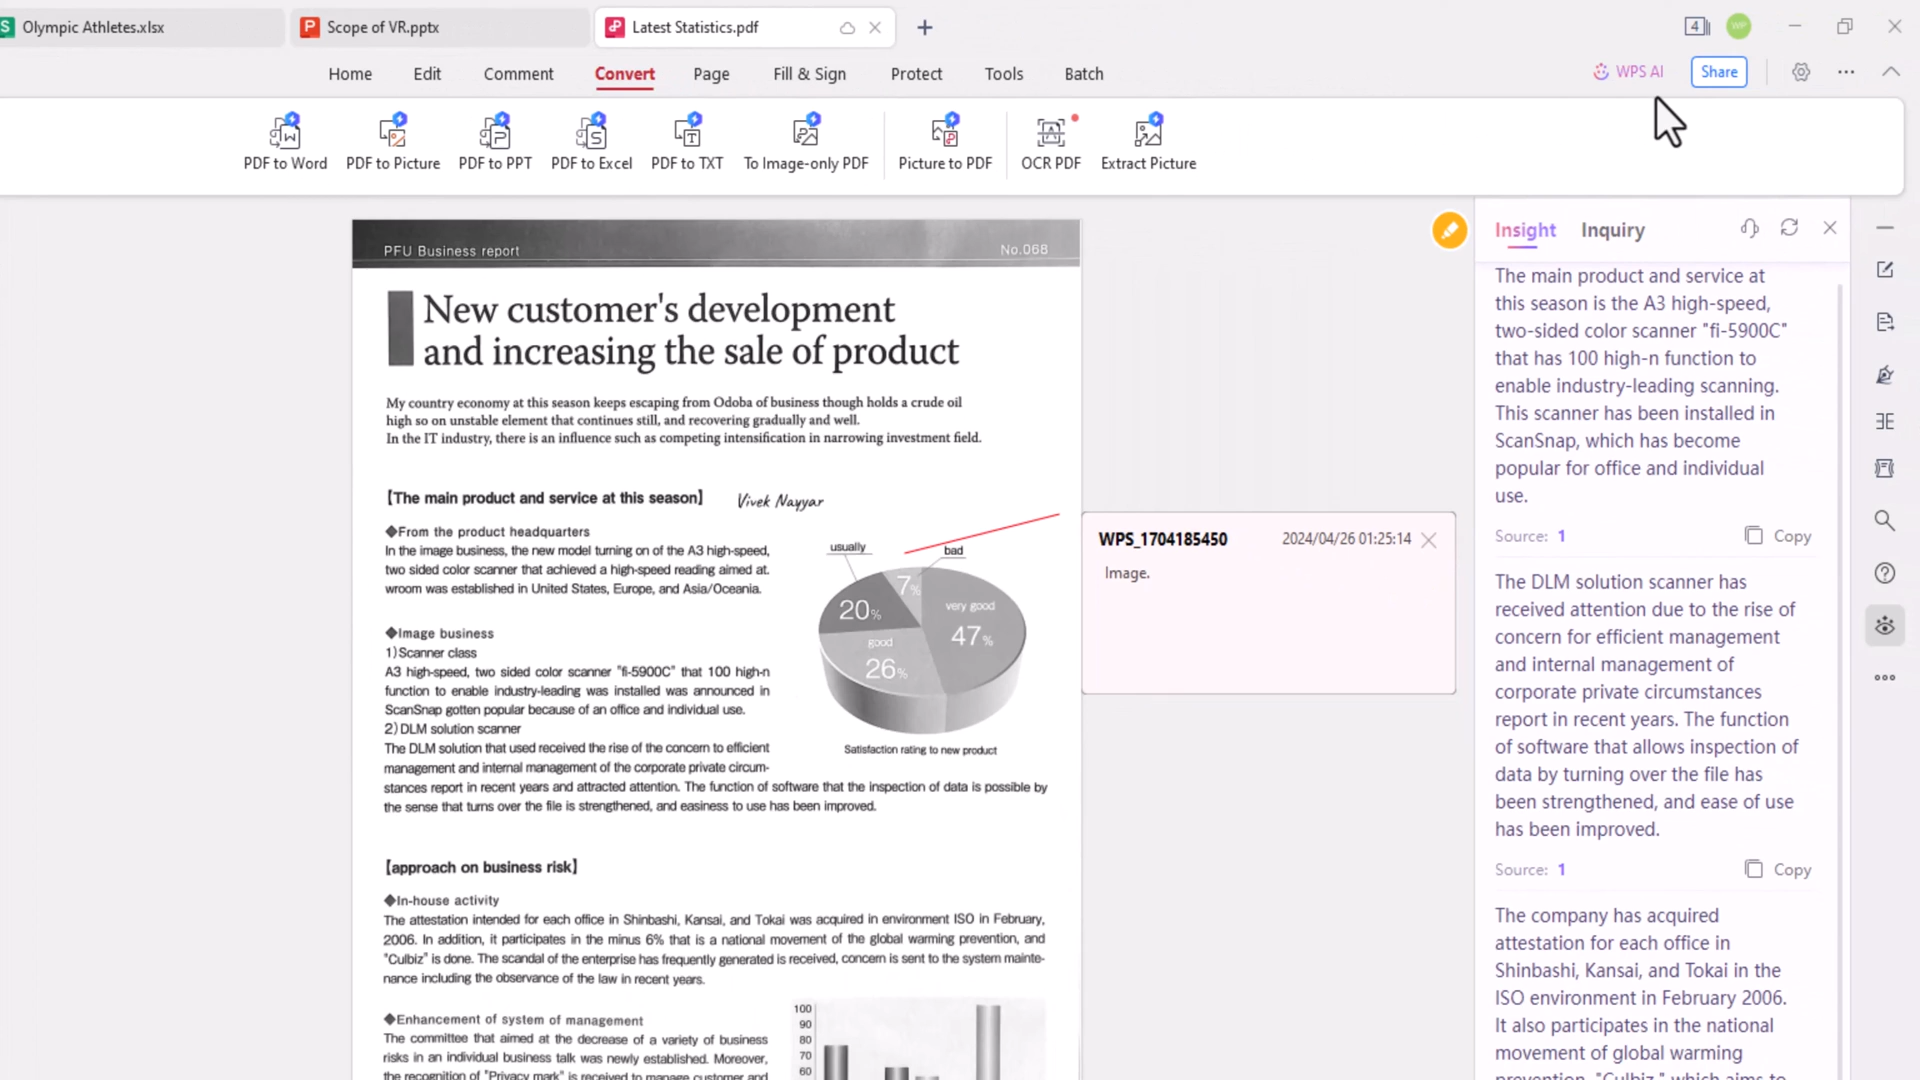 Olympic Athletes.xlsx
Scope of VR.pptx
Latest Statistics.pdf
4
WP
Home
Edit
Comment
Convert
Page
Fill & Sign
Protect
Tools
Batch
WPS AI
Share
PDF to Word
PDF to Picture
PDF to PPT
PDF to Excel
PDF to TXT
To Image-only PDF
Picture to PDF
OCR PDF
Extract Picture
PFU Business report
No.068
New customer's development
and increasing the sale of product
My country economy at this season keeps escaping from Odoba of business though holds a crude oil
high so on unstable element that continues still, and recovering gradually and well.
In the IT industry, there is an influence such as competing intensification in narrowing investment field.
【The main product and service at this season】
Vivek Nayyar
◆From the product headquarters
In the image business, the new model turning on of the A3 high-speed,
two sided color scanner that achieved a high-speed reading aimed at.
wroom was established in United States, Europe, and Asia/Oceania.
◆Image business
1)Scanner class
A3 high-speed, two sided color scanner "fi-5900C" that 100 high-n
function to enable industry-leading was installed was announced in
ScanSnap gotten popular because of an office and individual use.
2)DLM solution scanner
The DLM solution that used received the rise of the concern to efficient
management and internal management of the corporate private circum-
stances report in recent years and attracted attention. The function of software that the inspection of data is possible by
the sense that turns over the file is strengthened, and easiness to use has been improved.
usually
bad
7%
20%
very good
47%
good
26%
Satisfaction rating to new product
【approach on business risk】
◆In-house activity
The attestation intended for each office in Shinbashi, Kansai, and Tokai was acquired in environment ISO in February,
2006. In addition, it participates in the minus 6% that is a national movement of the global warming prevention, and
"Culbiz" is done. The scandal of the enterprise has frequently generated is received, concern is sent to the system mainte-
nance including the observance of the law in recent years.
◆Enhancement of system of management
The committee that aimed at the decrease of a variety of business
risks in an individual business talk was newly established. Moreover,
the recognition of "Privacy mark" is received to manage customer and
100
90
80
70
60
WPS_1704185450
2024/04/26 01:25:14
Image.
Insight
Inquiry
The main product and service at
this season is the A3 high-speed,
two-sided color scanner "fi-5900C"
that has 100 high-n function to
enable industry-leading scanning.
This scanner has been installed in
ScanSnap, which has become
popular for office and individual
use.
Source: 1
Copy
The DLM solution scanner has
received attention due to the rise of
concern for efficient management
and internal management of
corporate private circumstances
report in recent years. The function
of software that allows inspection of
data by turning over the file has
been strengthened, and ease of use
has been improved.
Source: 1
Copy
The company has acquired
attestation for each office in
Shinbashi, Kansai, and Tokai in the
ISO environment in February 2006.
It also participates in the national
movement of global warming
prevention, "Culbiz," which aims to